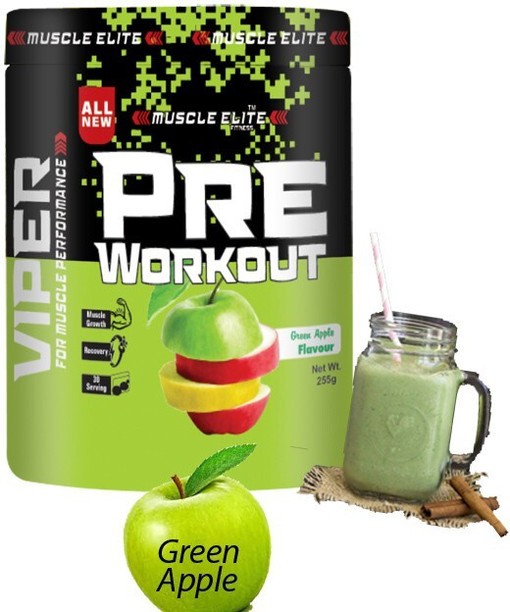 MUSCLE ELITE
MUSCLE ELITE
ALL
NEW
MUSCLE ELITE™
FITNESS
PRE
WORKOUT
VIPER
FOR MUSCLE PERFORMANCE
Muscle
Growth
Recovery
30
Serving
Green Apple
Flavour
Net Wt.
255g
Green
Apple